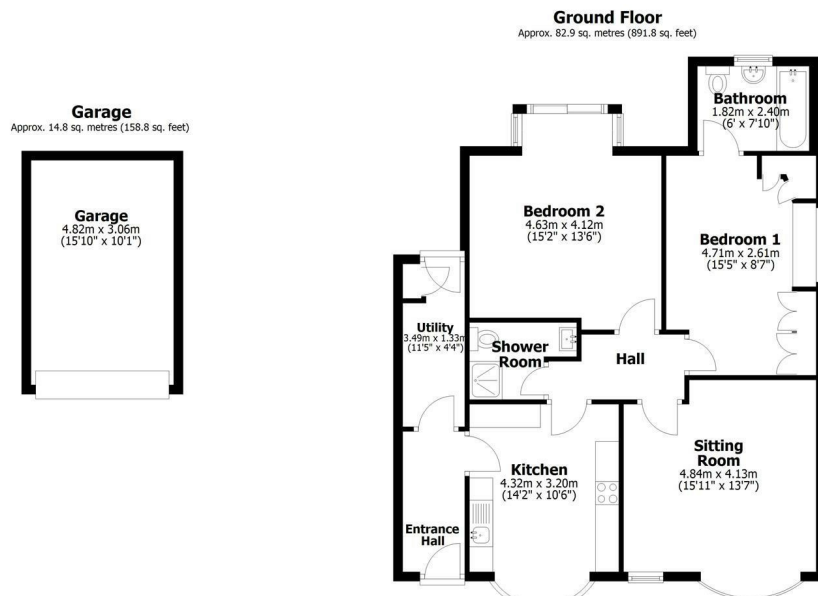 Ground Floor
Approx. 82.9 sq. metres (891.8 sq. feet)
Garage
Approx. 14.8 sq. metres (158.8 sq. feet)
Garage
4.82m x 3.06m
(15'10" x 10'1")
Bathroom
1.82m x 2.40m
(6' x 7'10")
Bedroom 2
4.63m x 4.12m
(15'2" x 13'6")
Bedroom 1
4.71m x 2.61m
(15'5" x 8'7")
Utility
3.49m x 1.33m
(11'5" x 4'4")
Shower
Room
Hall
Kitchen
4.32m x 3.20m
(14'2" x 10'6")
Sitting
Room
4.84m x 4.13m
(15'11" x 13'7")
Entrance
Hall